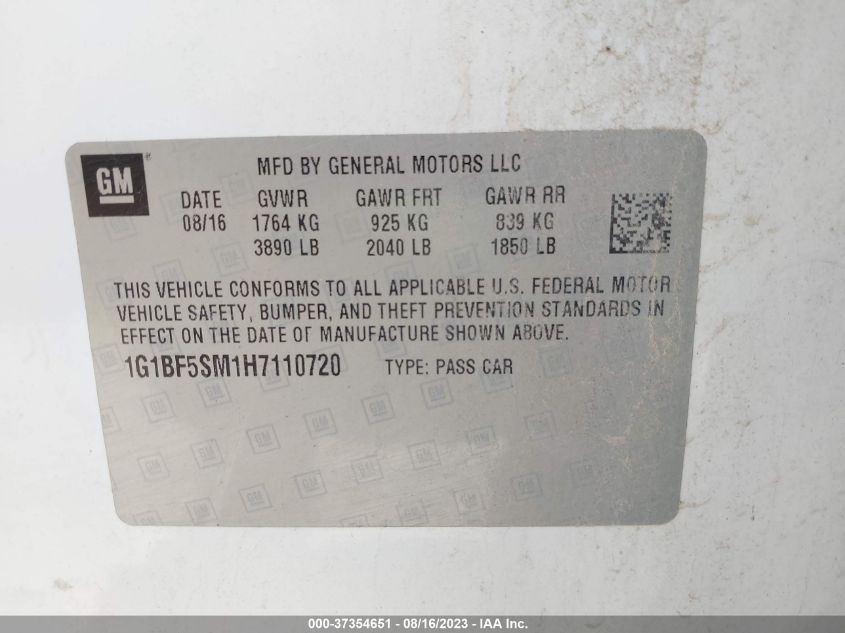 GM
MFD BY GENERAL MOTORS LLC
DATE GVWR GAWR FRT GAWR RR
08/16 1764 KG 925 KG 839 KG
3890 LB 2040 LB 1850 LB
THIS VEHICLE CONFORMS TO ALL APPLICABLE U.S. FEDERAL MOTOR
VEHICLE SAFETY, BUMPER, AND THEFT PREVENTION STANDARDS IN
EFFECT ON THE DATE OF MANUFACTURE SHOWN ABOVE.
1G1BF5SM1H7110720 TYPE: PASS CAR
000-37354651 - 08/16/2023 - IAA Inc.